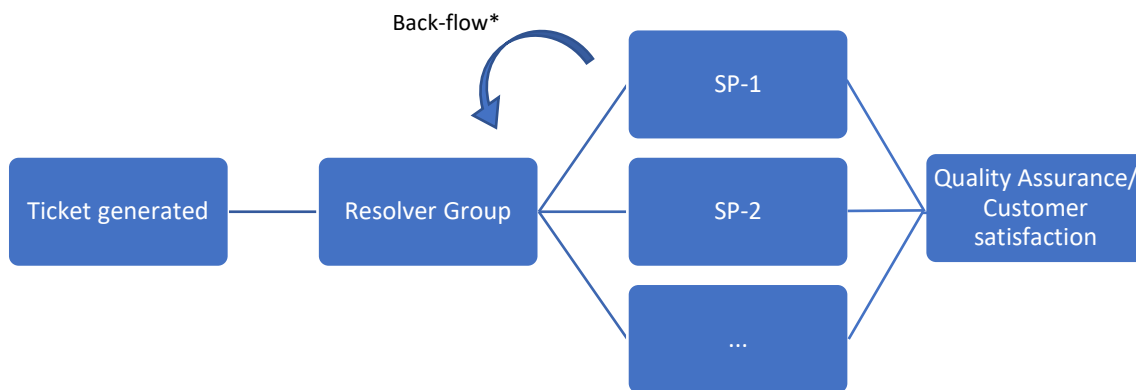 Back-flow*
SP-1
Ticket generated
Resolver Group
SP-2
Quality Assurance/
Customer
satisfaction
...